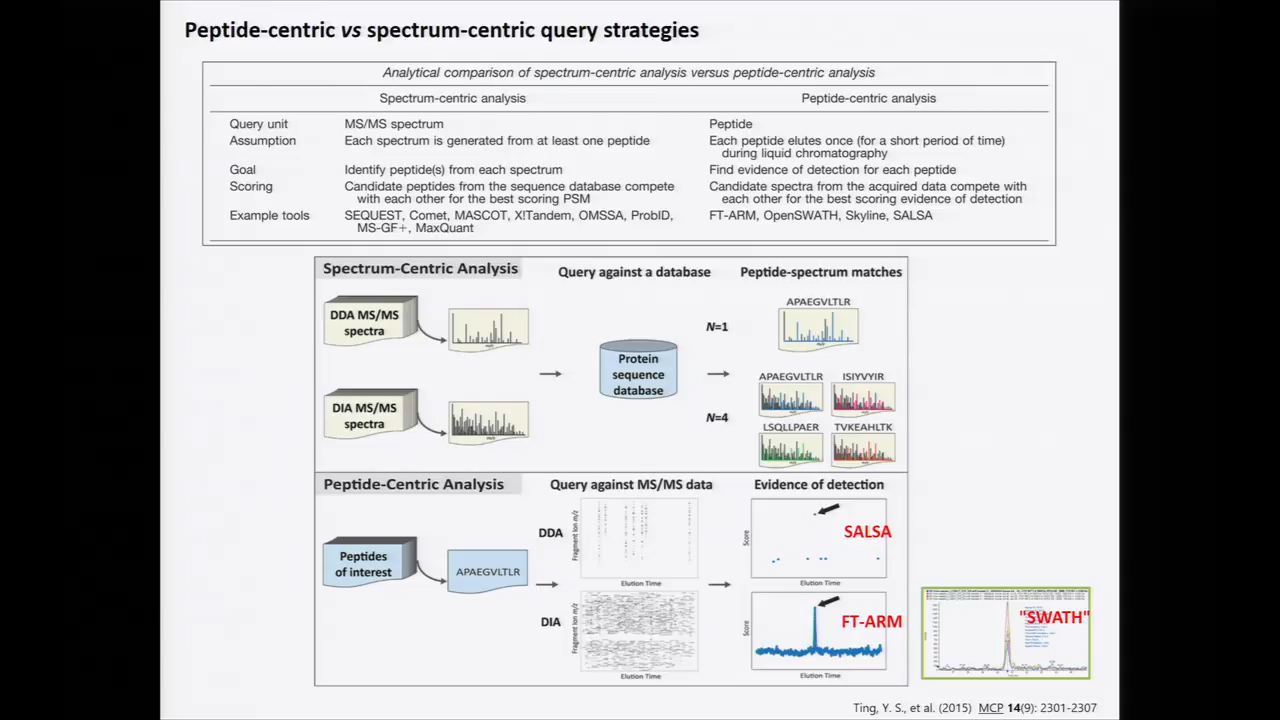 Peptide-centric vs spectrum-centric query strategies
Analytical comparison of spectrum-centric analysis versus peptide-centric analysis
Spectrum-centric analysis Peptide-centric analysis
Query unit MS/MS spectrum Peptide
Assumption Each spectrum is generated from at least one peptide Each peptide elutes once (for a short period of time)
during liquid chromatography
Goal Identify peptide(s) from each spectrum Find evidence of detection for each peptide
Scoring Candidate peptides from the sequence database compete Candidate spectra from the acquired data compete with
with each other for the best scoring PSM each other for the best scoring evidence of detection
Example tools SEQUEST, Comet, MASCOT, X!Tandem, OMSSA, ProbID, FT-ARM, OpenSWATH, Skyline, SALSA
MS-GF+, MaxQuant
Spectrum-Centric Analysis Query against a database Peptide-spectrum matches
DDA MS/MS
spectra
m/z
N=1
APAEGVLTLR
m/z
Protein
sequence
database
DIA MS/MS
spectra
m/z
N=4
APAEGVLTLR ISIYVYIR
m/z m/z
LSQLLPAER TVKEAHLTK
m/z m/z
Peptide-Centric Analysis Query against MS/MS data Evidence of detection
Peptides
of interest
APAEGVLTLR
DDA
Fragment Ion m/z
Elution Time
Score
SALSA
Elution Time
DIA
Fragment Ion m/z
Elution Time
Score
FT-ARM
Elution Time
"SWATH"
Ting, Y. S., et al. (2015) MCP 14(9): 2301-2307